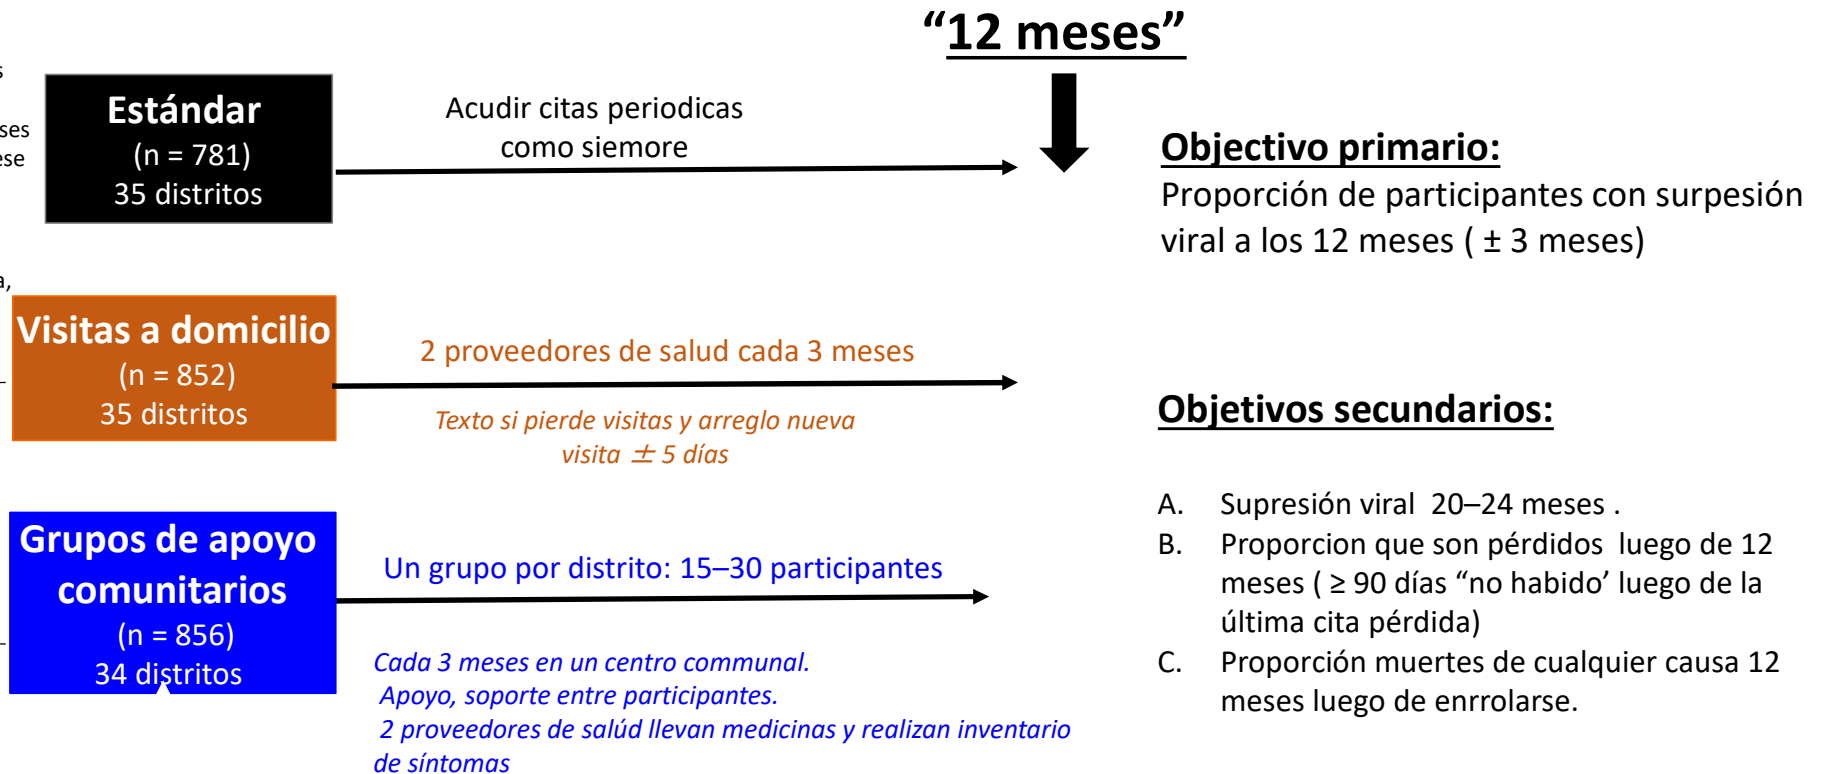 “12 meses”
s
ses
ese
Estándar
(n = 781)
35 distritos
Acudir citas periodicas
como siemore
Objectivo primario:
Proporción de participantes con surpesión
viral a los 12 meses ( ± 3 meses)
a,
Visitas a domicilio
(n = 852)
35 distritos
2 proveedores de salud cada 3 meses
Texto si pierde visitas y arreglo nueva
visita ± 5 días
Objetivos secundarios:
A. Supresión viral 20–24 meses .
B. Proporcion que son pérdidos luego de 12
meses ( ≥ 90 días “no habido’ luego de la
última cita pérdida)
C. Proporción muertes de cualquier causa 12
meses luego de enrrolarse.
Grupos de apoyo
comunitarios
(n = 856)
34 distritos
Un grupo por distrito: 15–30 participantes
Cada 3 meses en un centro communal.
Apoyo, soporte entre participantes.
2 proveedores de salúd llevan medicinas y realizan inventario
de síntomas